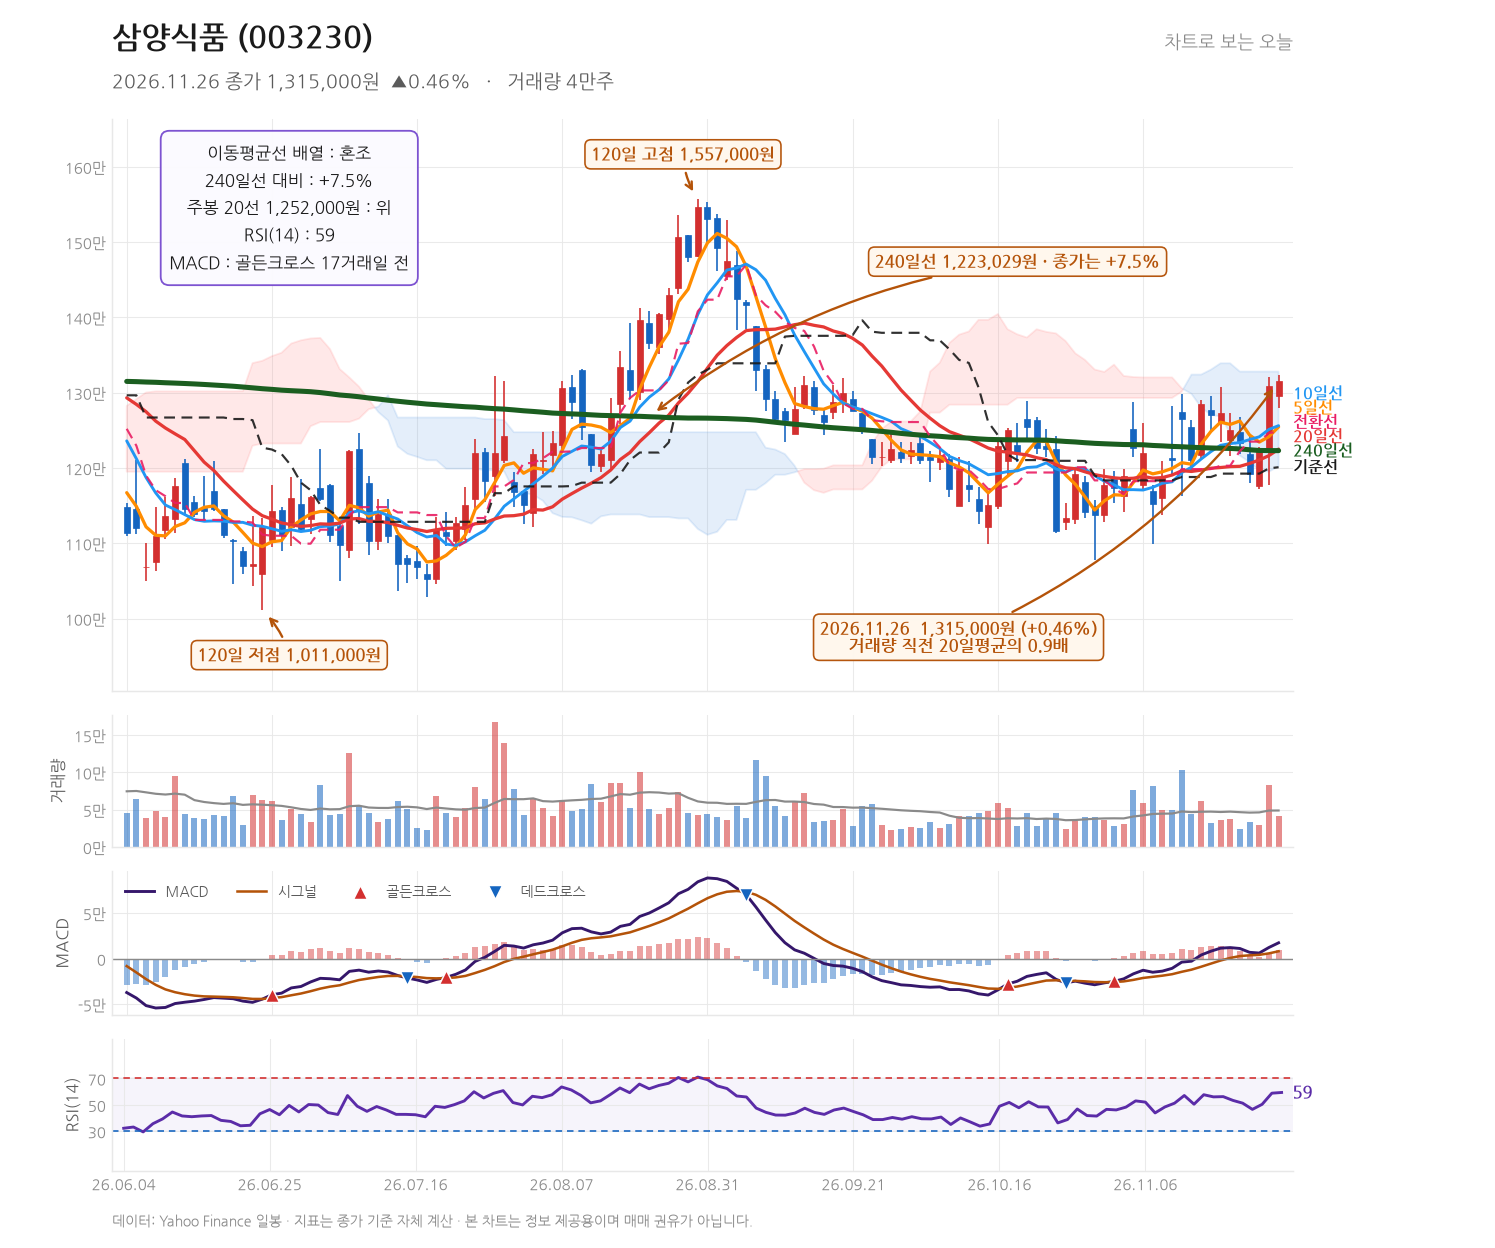 삼양식품 (003230)
차트로 보는 오늘
2026.11.26 종가 1,315,000원 ▲0.46% · 거래량 4만주
이동평균선 배열 : 혼조
240일선 대비 : +7.5%
주봉 20선 1,252,000원 : 위
RSI(14) : 59
MACD : 골든크로스 17거래일 전
120일 고점 1,557,000원
240일선 1,223,029원 · 종가는 +7.5%
160만
150만
140만
130만
120만
110만
100만
10일선
5일선
전환선
20일선
240일선
기준선
120일 저점 1,011,000원
2026.11.26 1,315,000원 (+0.46%)
거래량 직전 20일평균의 0.9배
거래량
15만
10만
5만
0만
MACD
MACD 시그널 골든크로스 데드크로스
5만
0
-5만
RSI(14)
70
50
30
59
26.06.04 26.06.25 26.07.16 26.08.07 26.08.31 26.09.21 26.10.16 26.11.06
데이터: Yahoo Finance 일봉 · 지표는 종가 기준 자체 계산 · 본 차트는 정보 제공용이며 매매 권유가 아닙니다.